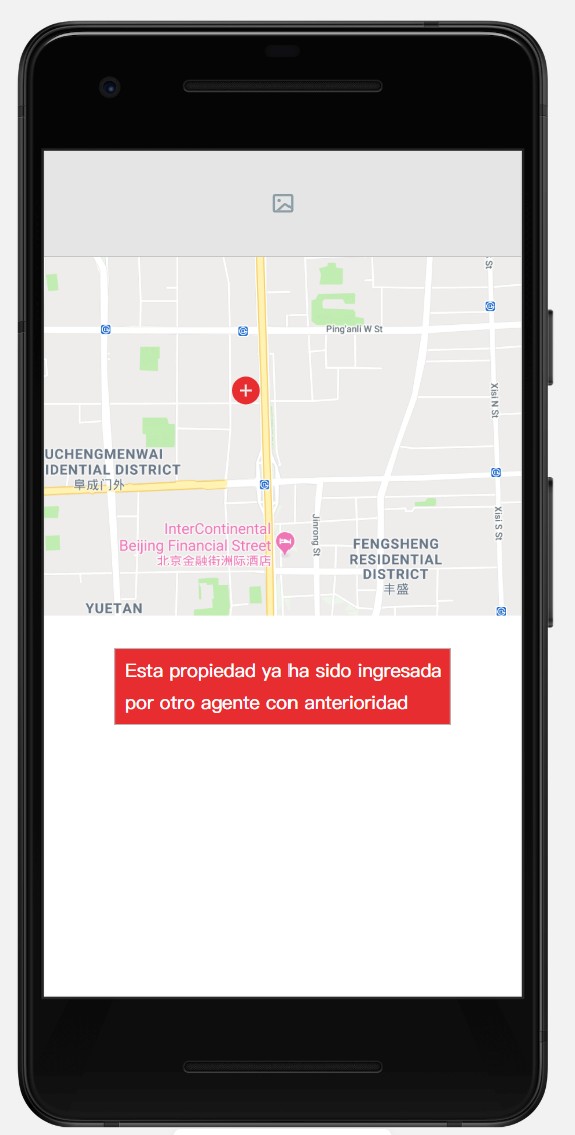 St
Ping'anli W St
Xisi N St
UCHENGMENWAI
IDENTIAL DISTRICT
阜成门外
Xisi S St
InterContinental
Beijing Financial Street
北京金融街洲际酒店
Jinrong St
FENGSHENG
RESIDENTIAL
DISTRICT
丰盛
YUETAN
Esta propiedad ya ha sido ingresada
por otro agente con anterioridad